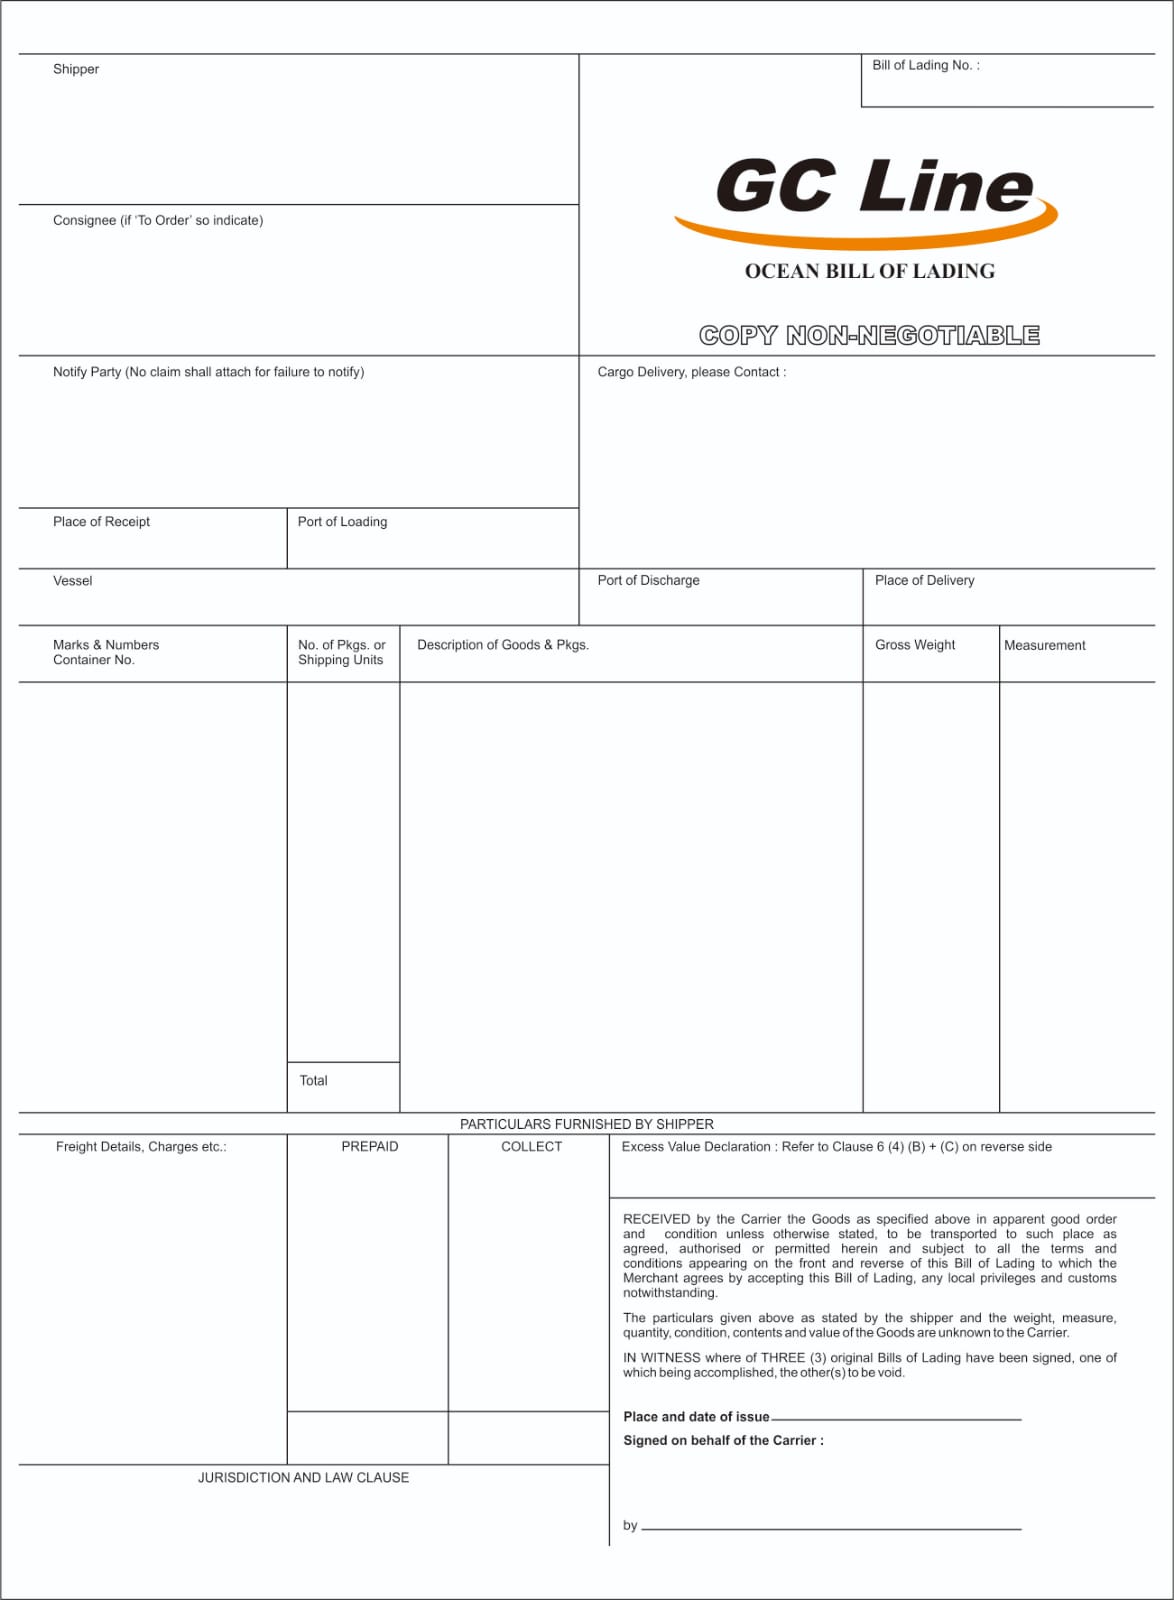 Shipper
Bill of Lading No. :
GC Line
OCEAN BILL OF LADING
COPY NON-NEGOTIABLE
Consignee (if ‘To Order’ so indicate)
Notify Party (No claim shall attach for failure to notify)
Cargo Delivery, please Contact :
Place of Receipt
Port of Loading
Vessel
Port of Discharge
Place of Delivery
Marks & Numbers
Container No.
No. of Pkgs. or
Shipping Units
Description of Goods & Pkgs.
Gross Weight
Measurement
Total
PARTICULARS FURNISHED BY SHIPPER
Freight Details, Charges etc.:
PREPAID
COLLECT
Excess Value Declaration : Refer to Clause 6 (4) (B) + (C) on reverse side
RECEIVED by the Carrier the Goods as specified above in apparent good order
and condition unless otherwise stated, to be transported to such place as
agreed, authorised or permitted herein and subject to all the terms and
conditions appearing on the front and reverse of this Bill of Lading to which the
Merchant agrees by accepting this Bill of Lading, any local privileges and customs
notwithstanding.
The particulars given above as stated by the shipper and the weight, measure,
quantity, condition, contents and value of the Goods are unknown to the Carrier.
IN WITNESS where of THREE (3) original Bills of Lading have been signed, one of
which being accomplished, the other(s) to be void.
Place and date of issue
Signed on behalf of the Carrier :
JURISDICTION AND LAW CLAUSE
by